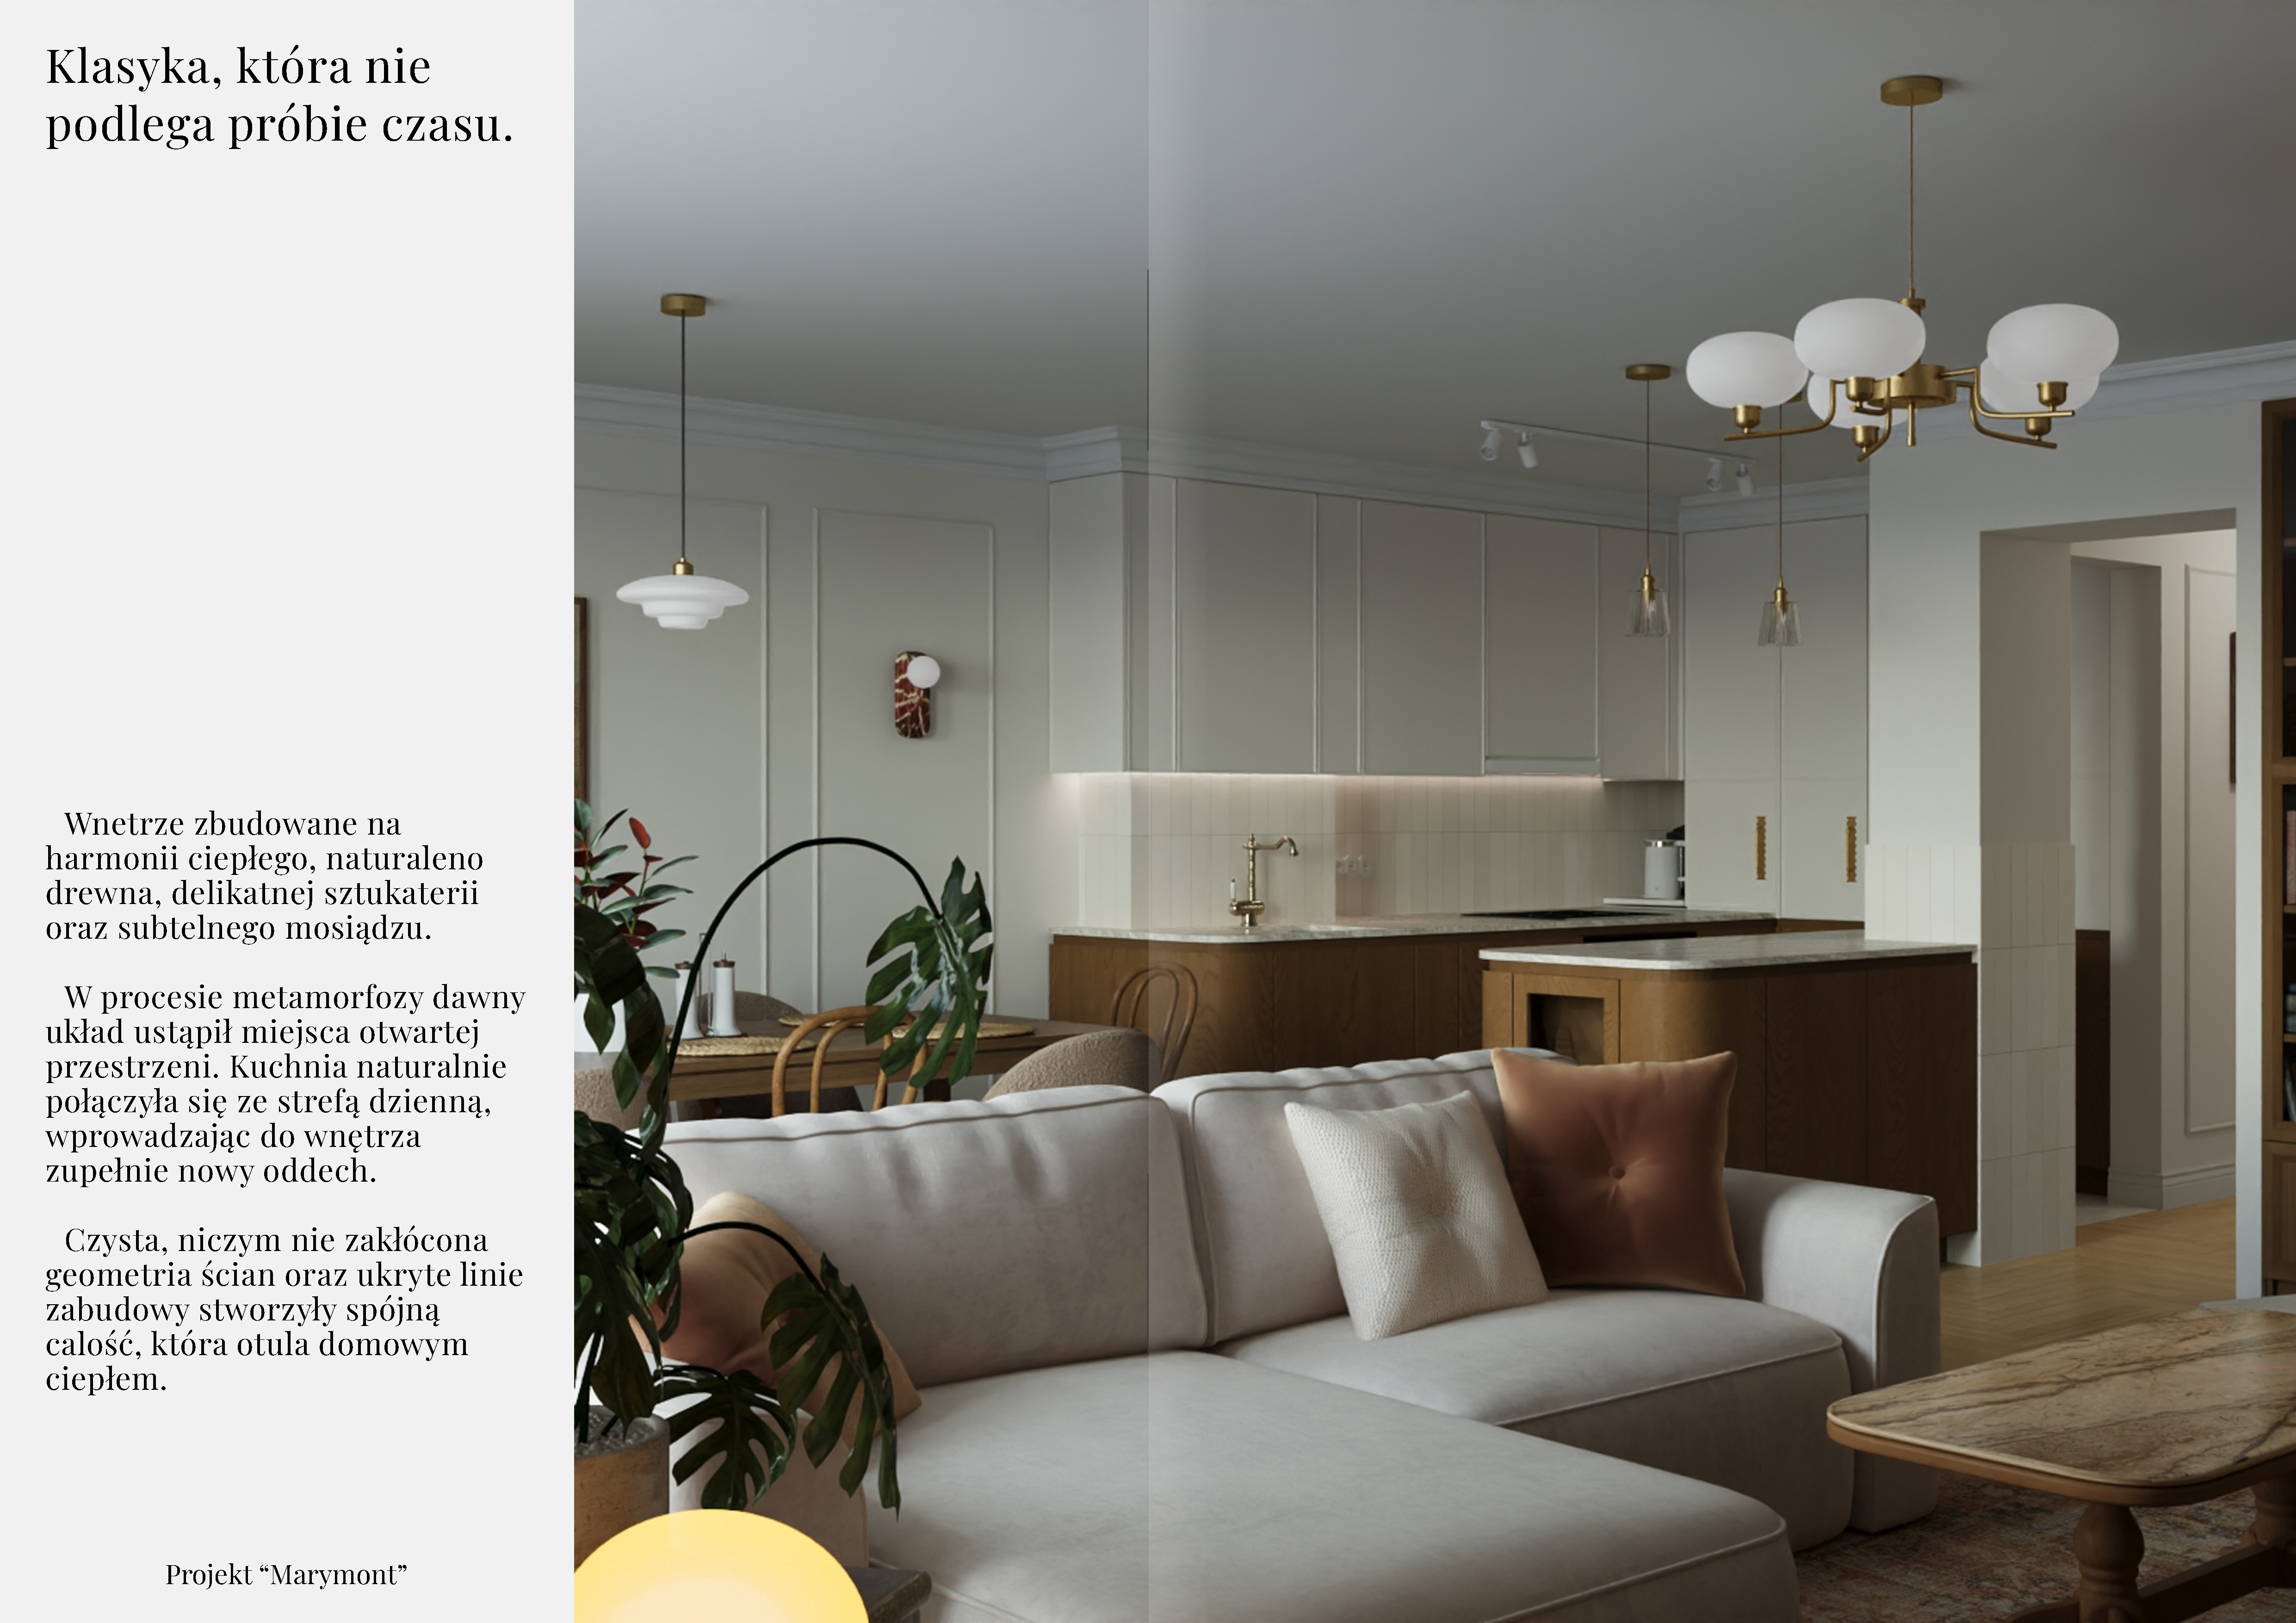 Klasyka, która nie
podlega próbie czasu.
Wnetrze zbudowane na
harmonii ciepłego, naturaleno
drewna, delikatnej sztukaterii
oraz subtelnego mosiądzu.
W procesie metamorfozy dawny
układ ustąpił miejsca otwartej
przestrzeni. Kuchnia naturalnie
połączyła się ze strefą dzienną,
wprowadzając do wnętrza
zupełnie nowy oddech.
Czysta, niczym nie zakłócona
geometria ścian oraz ukryte linie
zabudowy stworzyły spójną
calość, która otula domowym
ciepłem.
Projekt “Marymont”